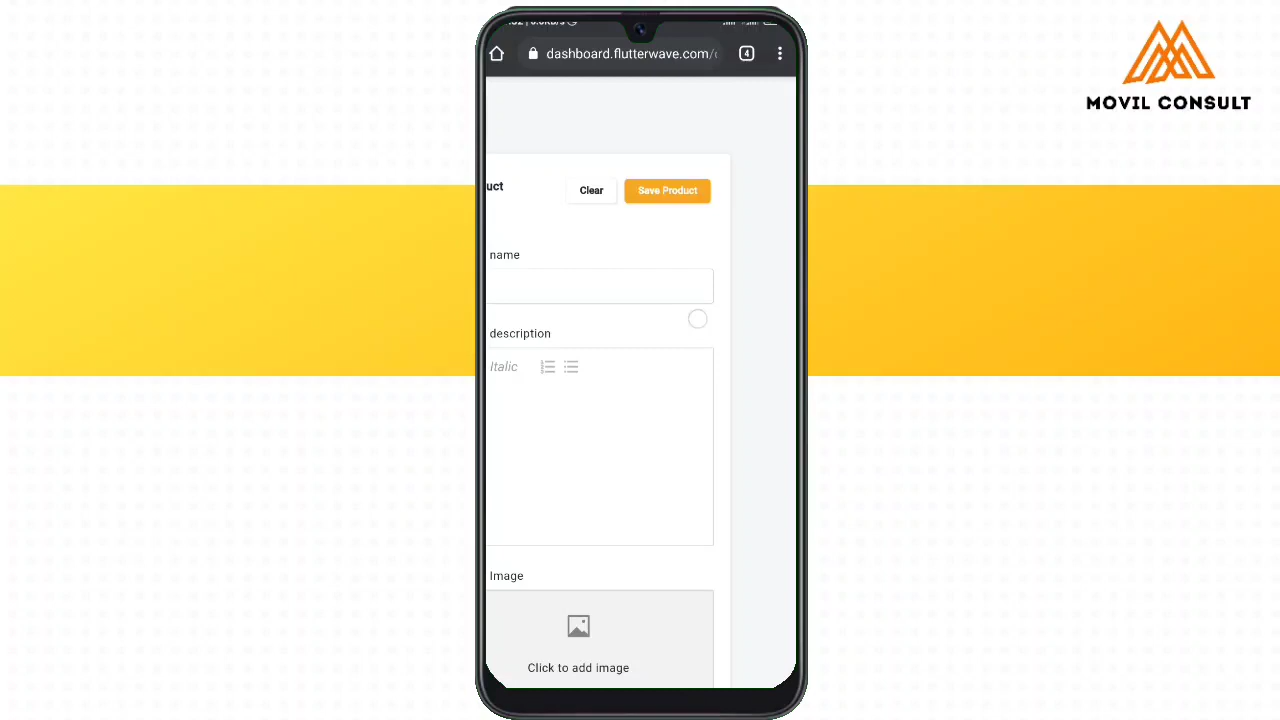 dashboard.flutterwave.com/
4
MOVIL CONSULT
uct
Clear
Save Product
name
description
Italic
Image
Click to add image